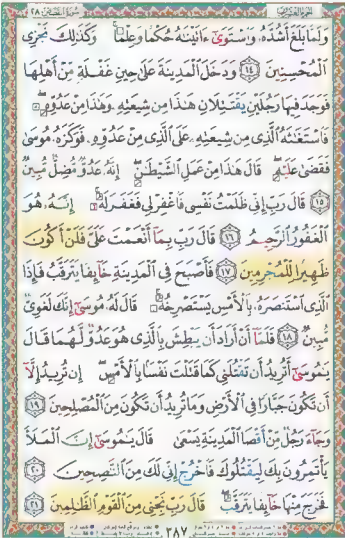 سورة القصص ٢٨
وَلَمَّا بَلَغَ أَشُدَّهُۥ وَٱسْتَوَىٰٓ ءَاتَيْنَٰهُ حُكْمًا وَعِلْمًا ۚ وَكَذَٰلِكَ نَجْزِى
ٱلْمُحْسِنِينَ ١٤ وَدَخَلَ ٱلْمَدِينَةَ عَلَىٰ حِينِ غَفْلَةٍ مِّنْ أَهْلِهَا
فَوَجَدَ فِيهَا رَجُلَيْنِ يَقْتَتِلَانِ هَٰذَا مِن شِيعَتِهِۦ وَهَٰذَا مِنْ عَدُوِّهِۦ ۖ
فَٱسْتَغَٰثَهُ ٱلَّذِى مِن شِيعَتِهِۦ عَلَى ٱلَّذِى مِنْ عَدُوِّهِۦ فَوَكَزَهُۥ مُوسَىٰ
فَقَضَىٰ عَلَيْهِ ۖ قَالَ هَٰذَا مِنْ عَمَلِ ٱلشَّيْطَٰنِ ۖ إِنَّهُۥ عَدُوٌّ مُّضِلٌّ مُّبِينٌ
١٥ قَالَ رَبِّ إِنِّى ظَلَمْتُ نَفْسِى فَٱغْفِرْ لِى فَغَفَرَ لَهُۥٓ ۚ إِنَّهُۥ هُوَ
ٱلْغَفُورُ ٱلرَّحِيمُ ١٦ قَالَ رَبِّ بِمَآ أَنْعَمْتَ عَلَىَّ فَلَنْ أَكُونَ
ظَهِيرًا لِّلْمُجْرِمِينَ ١٧ فَأَصْبَحَ فِى ٱلْمَدِينَةِ خَآئِفًا يَتَرَقَّبُ فَإِذَا
ٱلَّذِى ٱسْتَنصَرَهُۥ بِٱلْأَمْسِ يَسْتَصْرِخُهُۥ ۚ قَالَ لَهُۥ مُوسَىٰٓ إِنَّكَ لَغَوِىٌّ
مُّبِينٌ ١٨ فَلَمَّآ أَنْ أَرَادَ أَن يَبْطِشَ بِٱلَّذِى هُوَ عَدُوٌّ لَّهُمَا قَالَ
يَٰمُوسَىٰٓ أَتُرِيدُ أَن تَقْتُلَنِى كَمَا قَتَلْتَ نَفْسًۢا بِٱلْأَمْسِ ۖ إِن تُرِيدُ إِلَّآ
أَن تَكُونَ جَبَّارًا فِى ٱلْأَرْضِ وَمَا تُرِيدُ أَن تَكُونَ مِنَ ٱلْمُصْلِحِينَ ١٩
وَجَآءَ رَجُلٌ مِّنْ أَقْصَا ٱلْمَدِينَةِ يَسْعَىٰ قَالَ يَٰمُوسَىٰٓ إِنَّ ٱلْمَلَأَ
يَأْتَمِرُونَ بِكَ لِيَقْتُلُوكَ فَٱخْرُجْ إِنِّى لَكَ مِنَ ٱلنَّٰصِحِينَ ٢٠
فَخَرَجَ مِنْهَا خَآئِفًا يَتَرَقَّبُ ۖ قَالَ رَبِّ نَجِّنِى مِنَ ٱلْقَوْمِ ٱلظَّٰلِمِينَ ٢١
٣٨٧